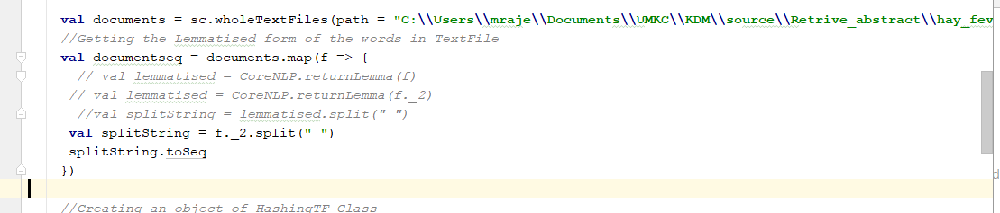 val documents = sc.wholeTextFiles(path = "C:\\Users\\mraje\\Documents\\UMKC\\KDM\\source\\Retrive_abstract\\hay_fev
//Getting the Lemmatised form of the words in TextFile
val documentseq = documents.map(f => {
// val lemmatised = CoreNLP.returnLemma(f)
// val lemmatised = CoreNLP.returnLemma(f._2)
//val splitString = lemmatised.split(" ")
val splitString = f._2.split(" ")
splitString.toSeq
})
d
//Creating an object of HashingTF Class